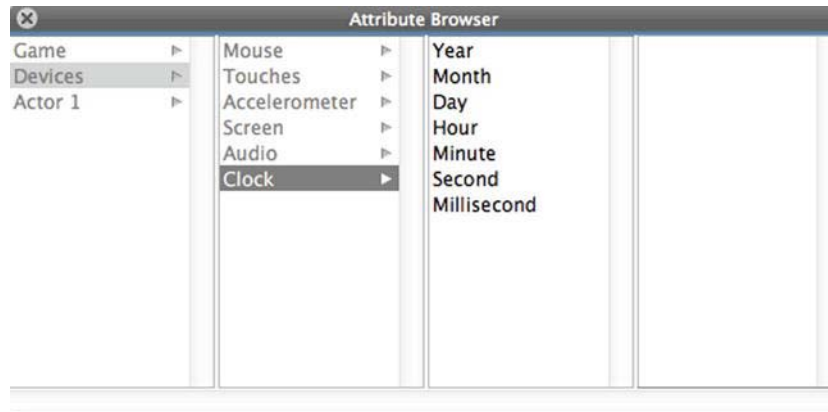 Attribute Browser
Game
Devices
Actor 1
Mouse
Touches
Accelerometer
Screen
Audio
Clock
Year
Month
Day
Hour
Minute
Second
Millisecond